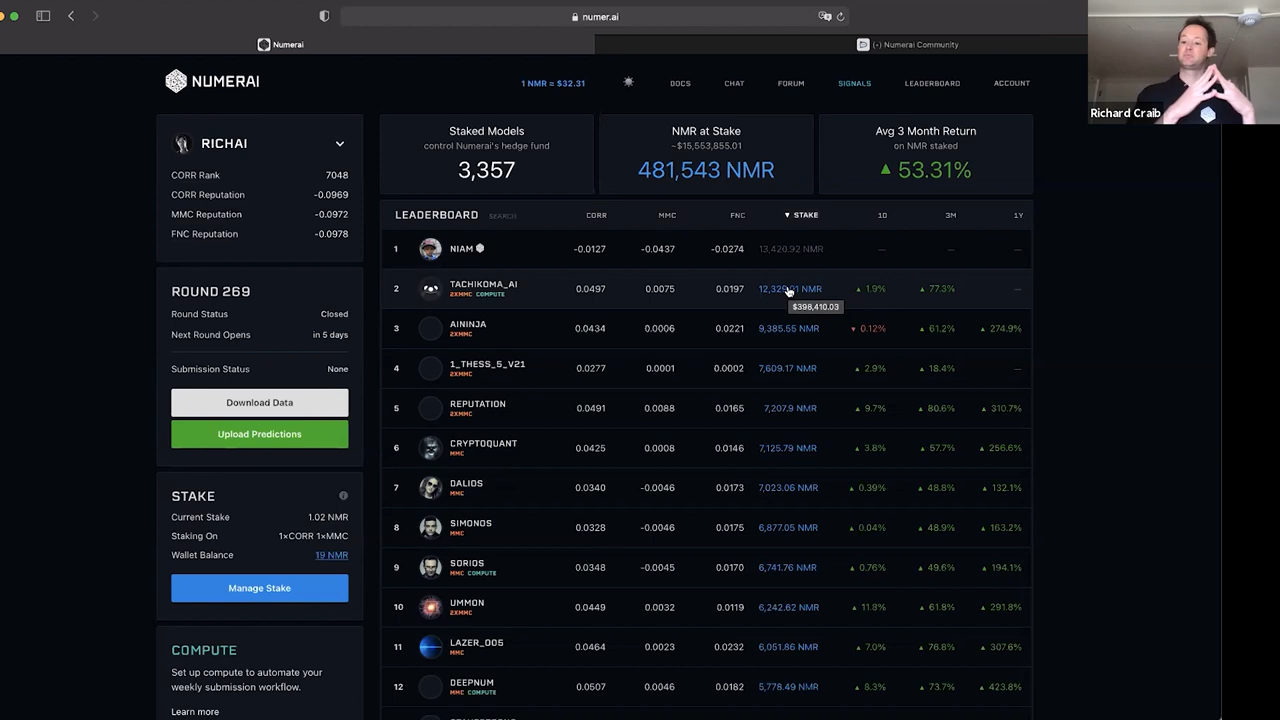 numer.ai
Numerai
(-) Numerai Community
NUMERAI
1 NMR = $32.31
DOCS
CHAT
FORUM
SIGNALS
LEADERBOARD
ACCOUNT
Richard Craib
RICHAI
CORR Rank 7048
CORR Reputation -0.0969
MMC Reputation -0.0972
FNC Reputation -0.0978
ROUND 269
Round Status Closed
Next Round Opens in 5 days
Submission Status None
Download Data
Upload Predictions
STAKE
Current Stake 1.02 NMR
Staking On 1×CORR 1×MMC
Wallet Balance 19 NMR
Manage Stake
COMPUTE
Set up compute to automate your
weekly submission workflow.
Learn more
Staked Models
control Numerai's hedge fund
3,357
NMR at Stake
~$15,553,855.01
481,543 NMR
Avg 3 Month Return
on NMR staked
▲ 53.31%
LEADERBOARD SEARCH CORR MMC FNC ▼ STAKE 1D 3M 1Y
1 NIAM -0.0127 -0.0437 -0.0274 13,420.92 NMR — — —
2 TACHIKOMA_AI 0.0497 0.0075 0.0197 NMR ▲ 1.9% ▲ 77.3% —
2XMMC COMPUTE
$398,410.03
3 AININJA 0.0434 0.0006 0.0221 9,385.55 NMR ▼ 0.12% ▲ 61.2% ▲ 274.9%
2XMMC
4 1_THESS_5_V21 0.0277 0.0001 0.0002 7,609.17 NMR ▲ 2.9% ▲ 18.4% —
2XMMC
5 REPUTATION 0.0491 0.0088 0.0165 7,207.9 NMR ▲ 9.7% ▲ 80.6% ▲ 310.7%
2XMMC
6 CRYPTOQUANT 0.0425 0.0008 0.0146 7,125.79 NMR ▲ 3.8% ▲ 57.7% ▲ 256.6%
MMC
7 DALIOS 0.0340 -0.0046 0.0173 7,023.06 NMR ▲ 0.39% ▲ 48.8% ▲ 132.1%
MMC
8 SIMONOS 0.0328 -0.0046 0.0175 6,877.05 NMR ▲ 0.04% ▲ 48.9% ▲ 163.2%
MMC
9 SORIOS 0.0348 -0.0045 0.0170 6,741.76 NMR ▲ 0.76% ▲ 49.6% ▲ 194.1%
MMC COMPUTE
10 UMMON 0.0449 0.0032 0.0119 6,242.62 NMR ▲ 11.8% ▲ 61.8% ▲ 291.8%
2XMMC
11 LAZER_005 0.0464 0.0023 0.0232 6,051.86 NMR ▲ 7.0% ▲ 76.8% ▲ 307.6%
MMC
12 DEEPNUM 0.0507 0.0046 0.0182 5,778.49 NMR ▲ 6.3% ▲ 73.7% ▲ 423.8%
MMC COMPUTE